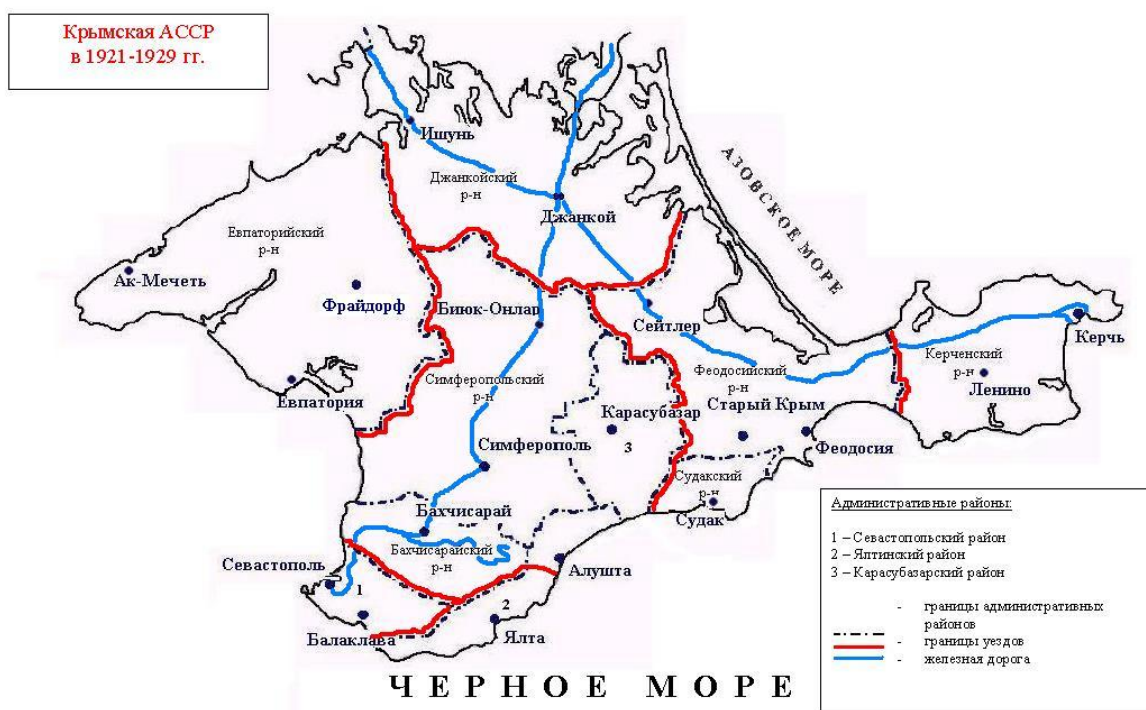 Крымская АССР
в 1921-1929 гг.
Ишунь
Джанкойский
р-н
Джанкой
АЗОВСКОЕ МОРЕ
Евпаторийский
р-н
Ак-Мечеть
Фрайдорф
Биюк-Онлар
Сейтлер
Керчь
Керченский
р-н
Ленино
Феодосийский
р-н
Симферопольский
р-н
Евпатория
Карасубазар
3
Старый Крым
Феодосия
Симферополь
Судакский
р-н
Судак
Бахчисарай
Бахчисарайский
р-н
Алушта
Севастополь
1
2
Балаклава
Ялта
ЧЕРНОЕ МОРЕ
Административные районы:
1 – Севастопольский район
2 – Ялтинский район
3 – Карасубазарский район
- границы административных
районов
- границы уездов
- железная дорога